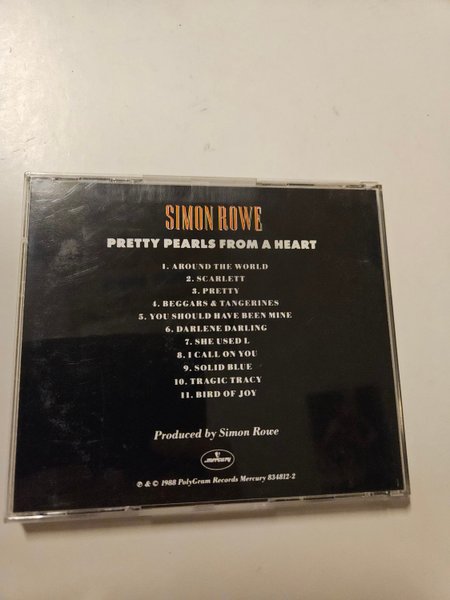 SIMON ROWE
PRETTY PEARLS FROM A HEART
1. AROUND THE WORLD
2. SCARLETT
3. PRETTY
4. BEGGARS & TANGERINES
5. YOU SHOULD HAVE BEEN MINE
6. DARLENE DARLING
7. SHE USED L
8. I CALL ON YOU
9. SOLID BLUE
10. TRAGIC TRACY
11. BIRD OF JOY
Produced by Simon Rowe
mercury
℗ & © 1988 PolyGram Records Mercury 834812-2